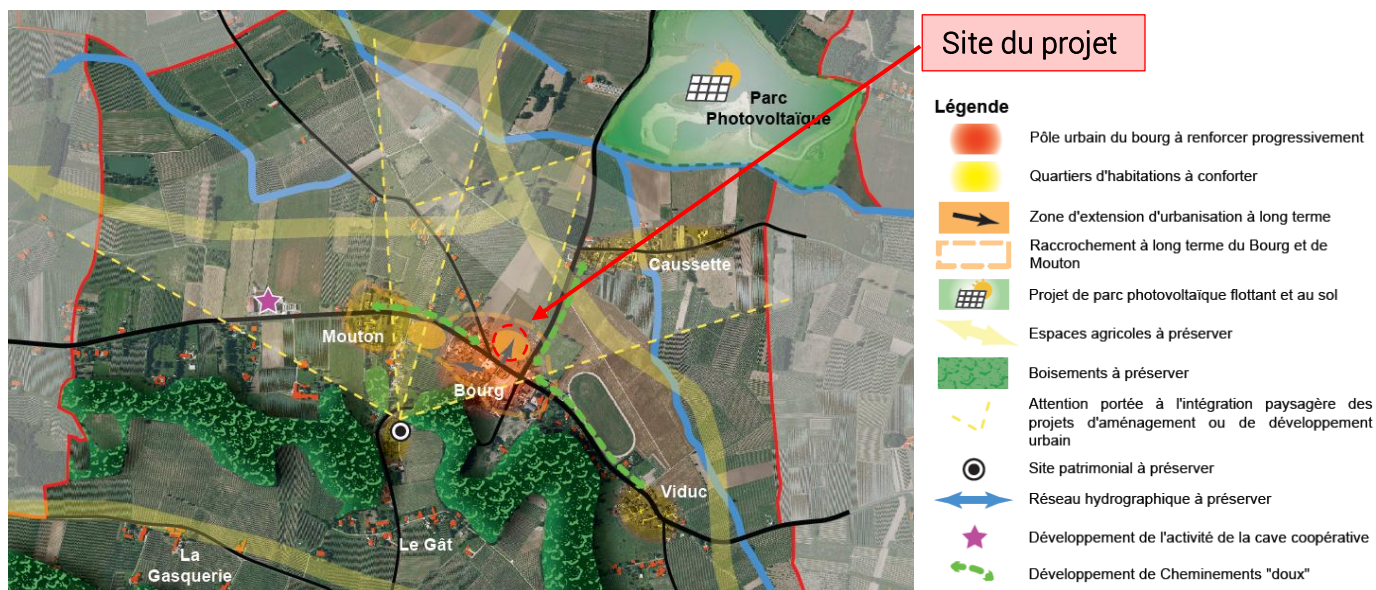 Site du projet
Parc
Photovoltaïque
Caussette
Mouton
Bourg
Viduc
Le Gât
La
Gasquerie
Légende
Pôle urbain du bourg à renforcer progressivement
Quartiers d'habitations à conforter
Zone d'extension d'urbanisation à long terme
Raccrochement à long terme du Bourg et de
Mouton
Projet de parc photovoltaïque flottant et au sol
Espaces agricoles à préserver
Boisements à préserver
Attention portée à l'intégration paysagère des
projets d'aménagement ou de développement
urbain
Site patrimonial à préserver
Réseau hydrographique à préserver
Développement de l'activité de la cave coopérative
Développement de Cheminements "doux"